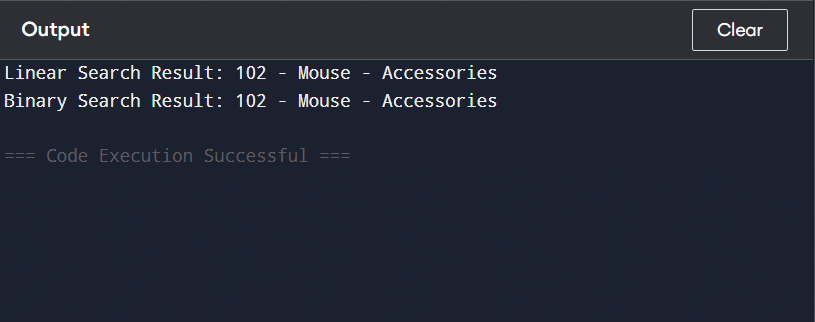 Output
Clear
Linear Search Result: 102 - Mouse - Accessories
Binary Search Result: 102 - Mouse - Accessories
=== Code Execution Successful ===